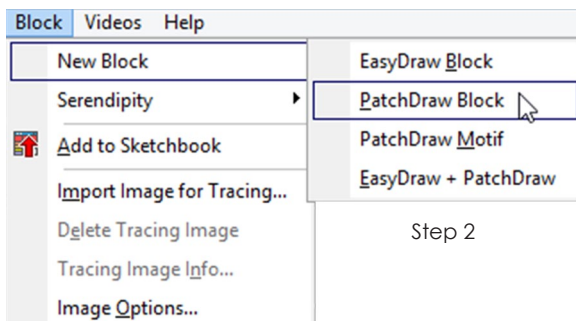 Block Videos Help
New Block
Serendipity
Add to Sketchbook
Import Image for Tracing...
Delete Tracing Image
Tracing Image Info...
Image Options...
EasyDraw Block
PatchDraw Block
PatchDraw Motif
EasyDraw + PatchDraw
Step 2